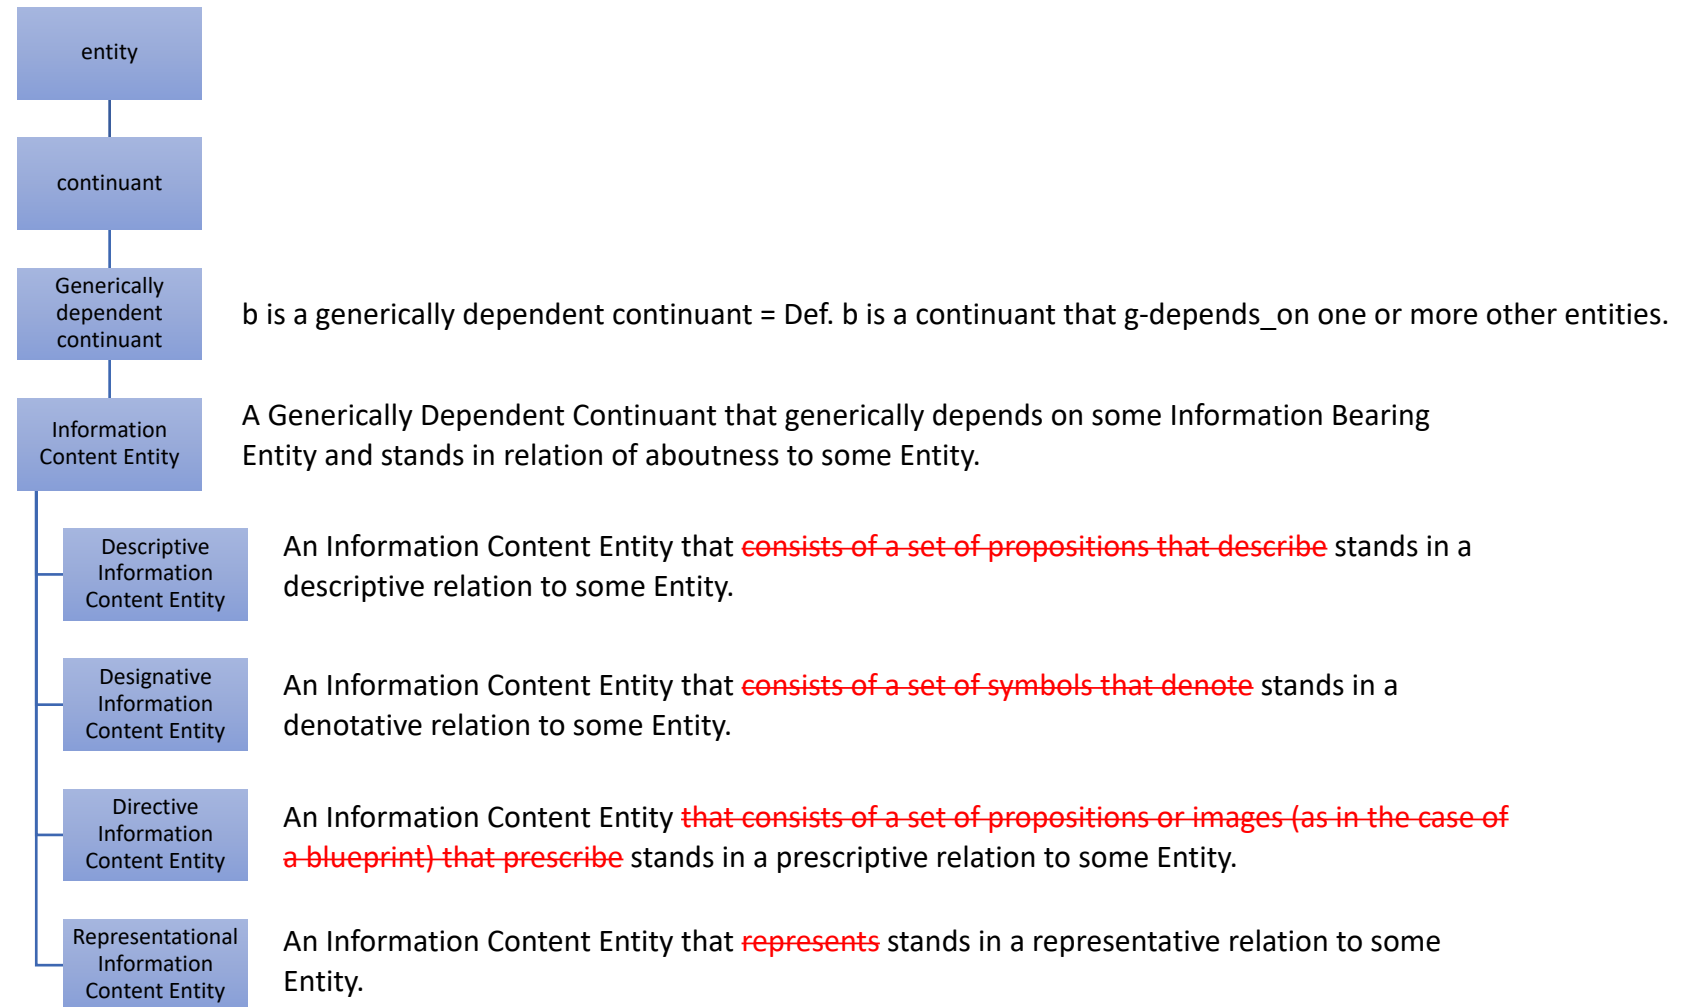 entity
continuant
Generically
dependent
continuant
b is a generically dependent continuant = Def. b is a continuant that g-depends_on one or more other entities.
Information
Content Entity
A Generically Dependent Continuant that generically depends on some Information Bearing
Entity and stands in relation of aboutness to some Entity.
Descriptive
Information
Content Entity
An Information Content Entity that consists of a set of propositions that describe stands in a
descriptive relation to some Entity.
Designative
Information
Content Entity
An Information Content Entity that consists of a set of symbols that denote stands in a
denotative relation to some Entity.
Directive
Information
Content Entity
An Information Content Entity that consists of a set of propositions or images (as in the case of
a blueprint) that prescribe stands in a prescriptive relation to some Entity.
Representational
Information
Content Entity
An Information Content Entity that represents stands in a representative relation to some
Entity.